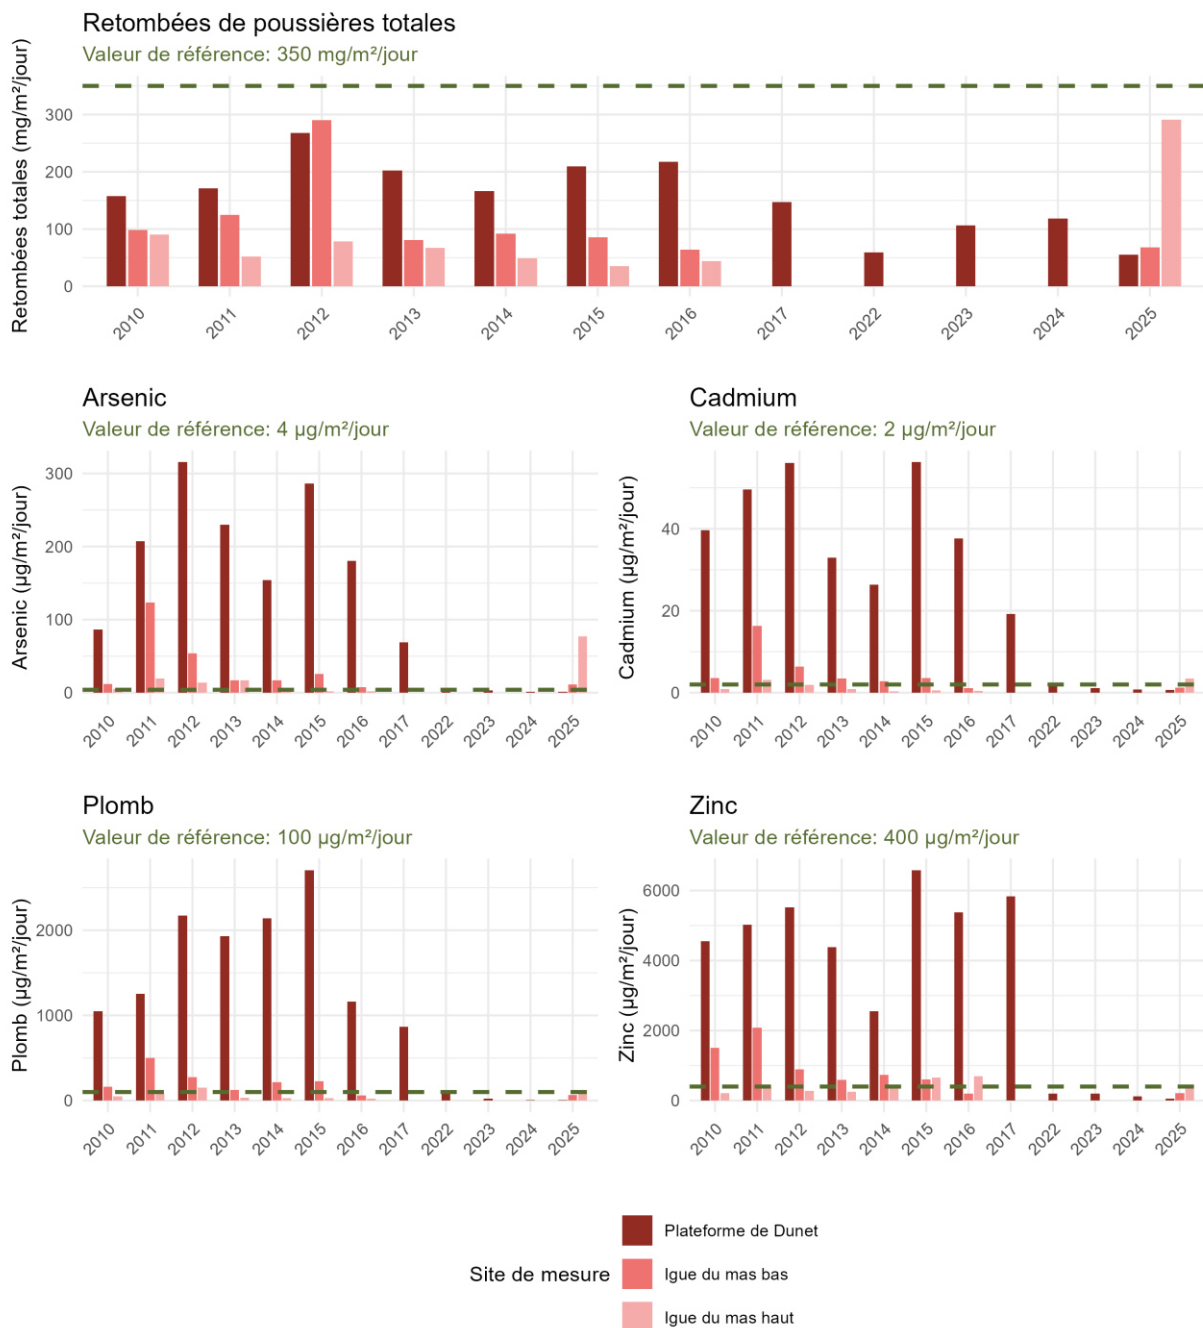 Retombées de poussières totales
Valeur de référence: 350 mg/m²/jour
Retombées totales (mg/m²/jour)
300
200
100
0
2010 2011 2012 2013 2014 2015 2016 2017 2022 2023 2024 2025
Arsenic
Valeur de référence: 4 µg/m²/jour
Arsenic (µg/m²/jour)
300
200
100
0
2010 2011 2012 2013 2014 2015 2016 2017 2022 2023 2024 2025
Cadmium
Valeur de référence: 2 µg/m²/jour
Cadmium (µg/m²/jour)
40
20
0
2010 2011 2012 2013 2014 2015 2016 2017 2022 2023 2024 2025
Plomb
Valeur de référence: 100 µg/m²/jour
Plomb (µg/m²/jour)
2000
1000
0
2010 2011 2012 2013 2014 2015 2016 2017 2022 2023 2024 2025
Zinc
Valeur de référence: 400 µg/m²/jour
Zinc (µg/m²/jour)
6000
4000
2000
0
2010 2011 2012 2013 2014 2015 2016 2017 2022 2023 2024 2025
Site de mesure
Plateforme de Dunet
Igue du mas bas
Igue du mas haut